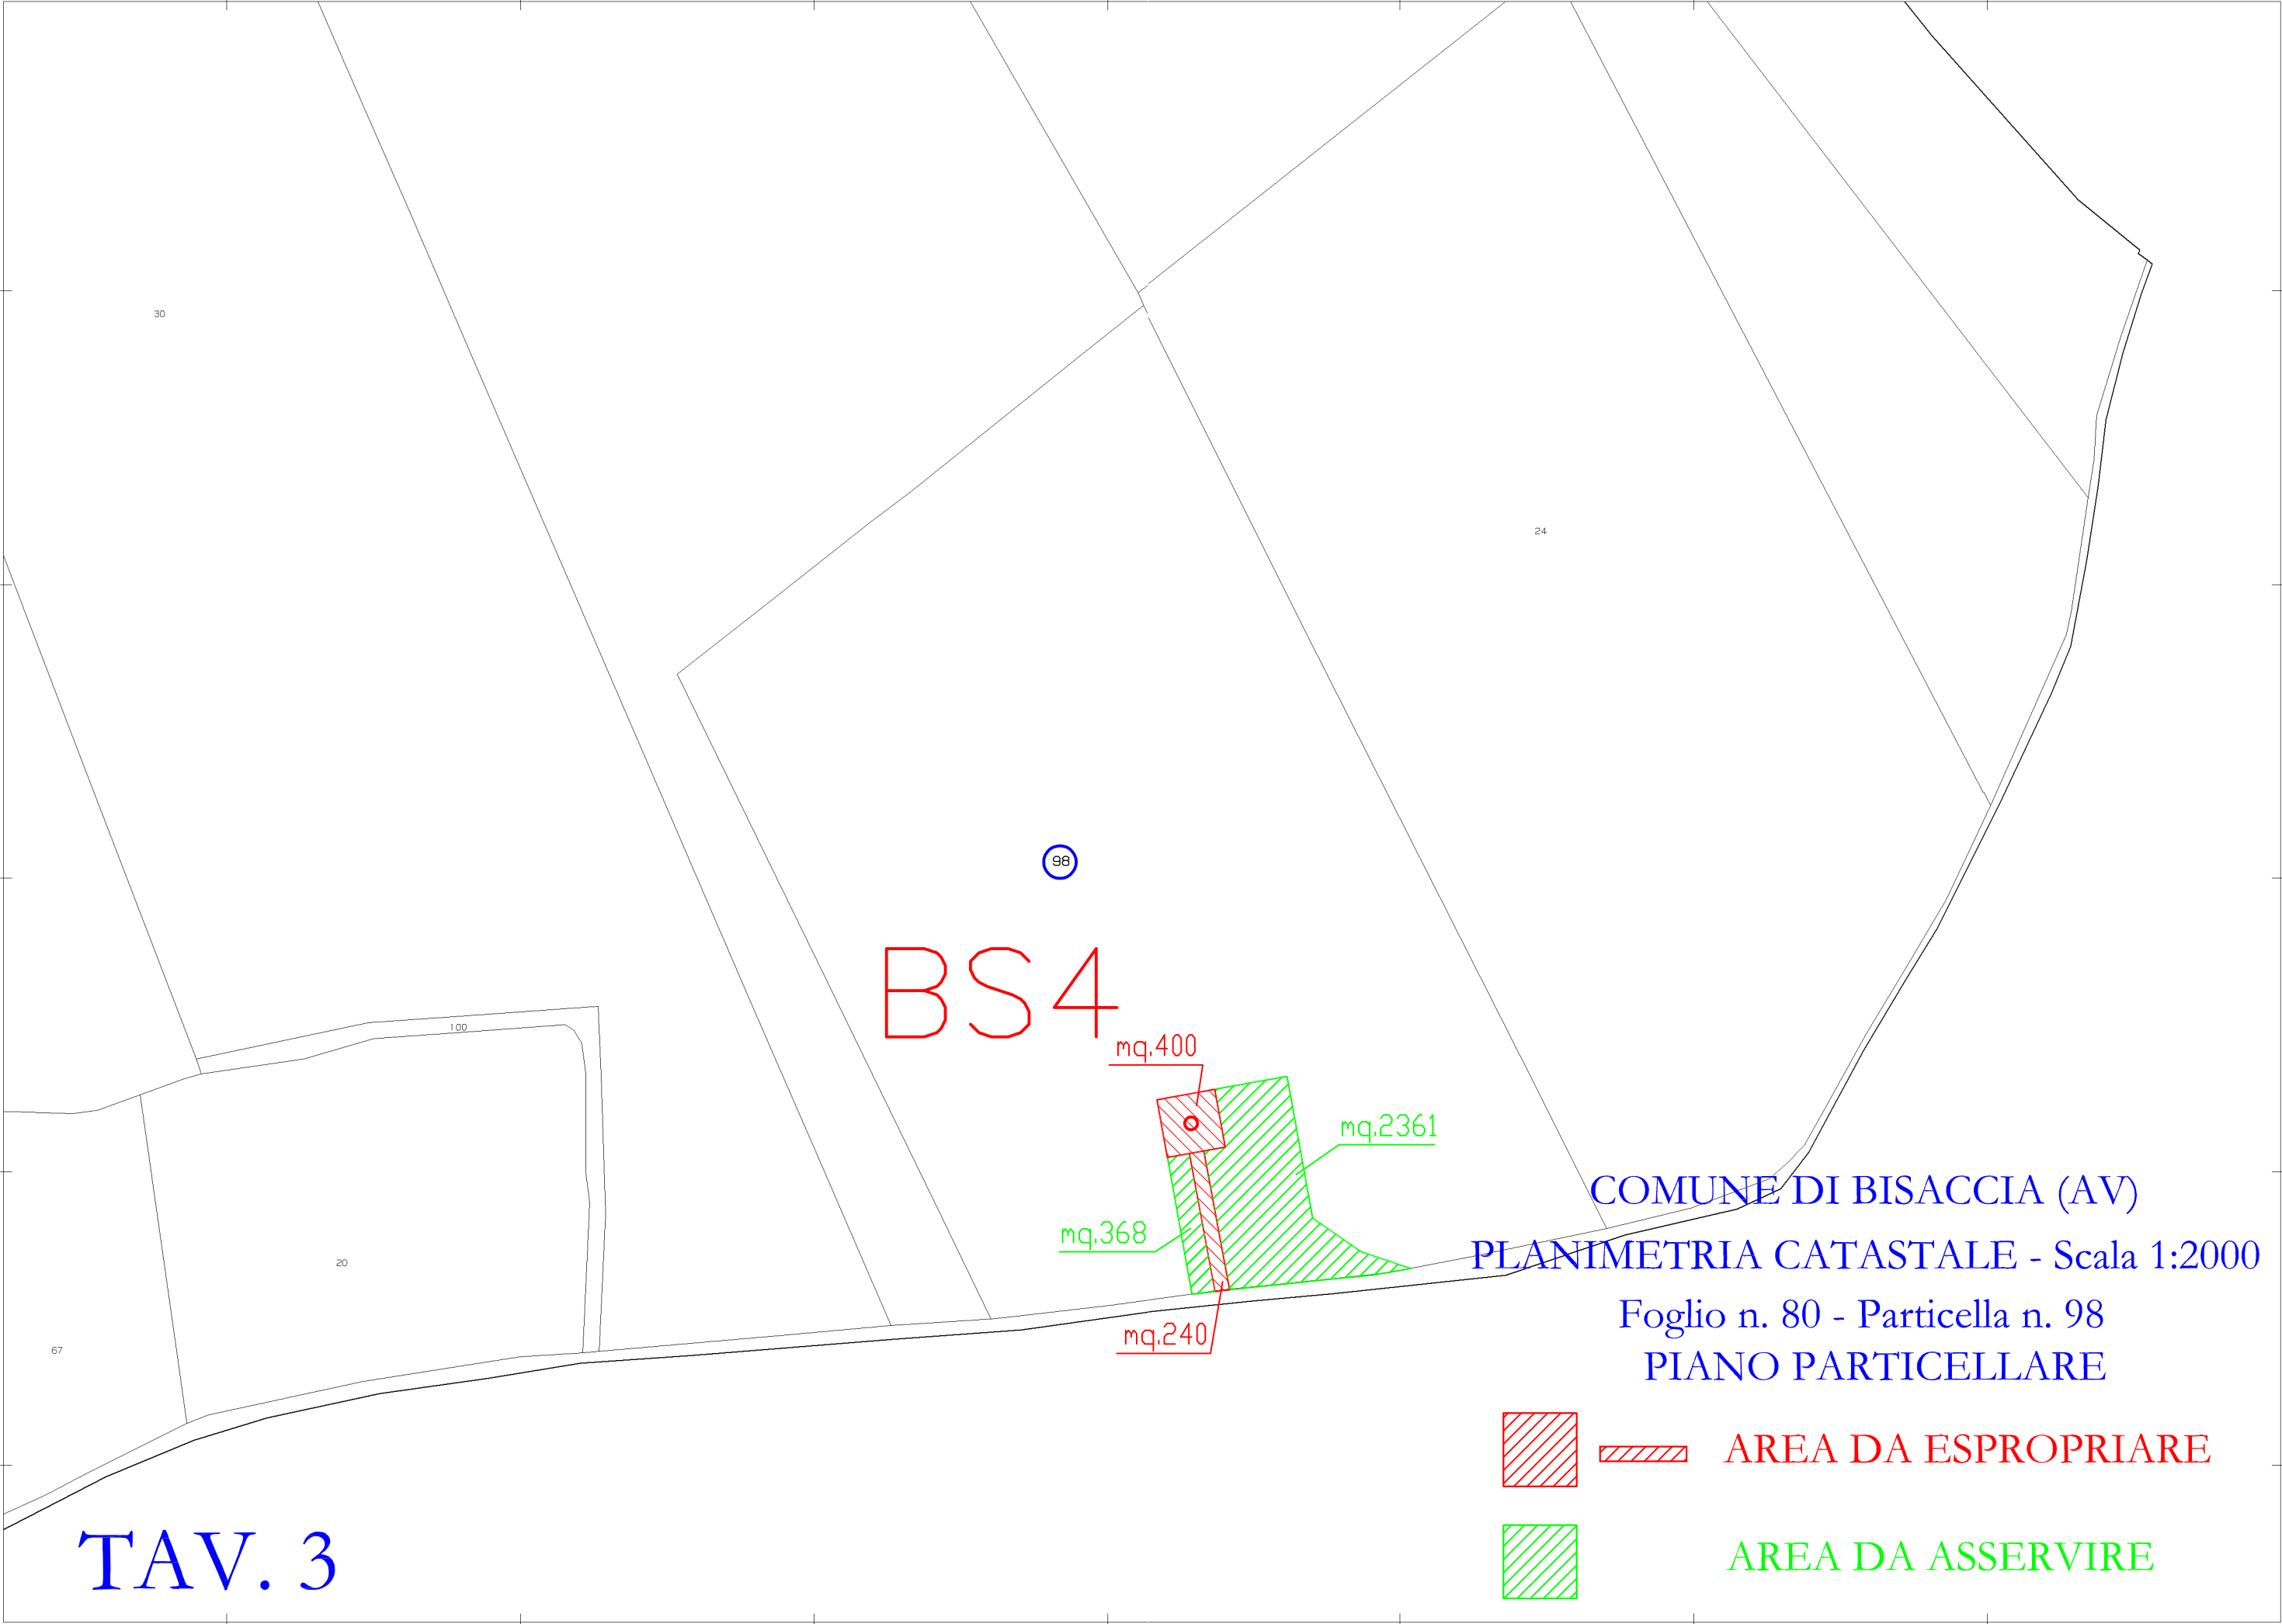 30
24
98
BS4
100
mq.400
mq.2361
mq.368
20
mq.240
67
COMUNE DI BISACCIA (AV)
PLANIMETRIA CATASTALE - Scala 1:2000
Foglio n. 80 - Particella n. 98
PIANO PARTICELLARE
AREA DA ESPROPRIARE
AREA DA ASSERVIRE
TAV. 3